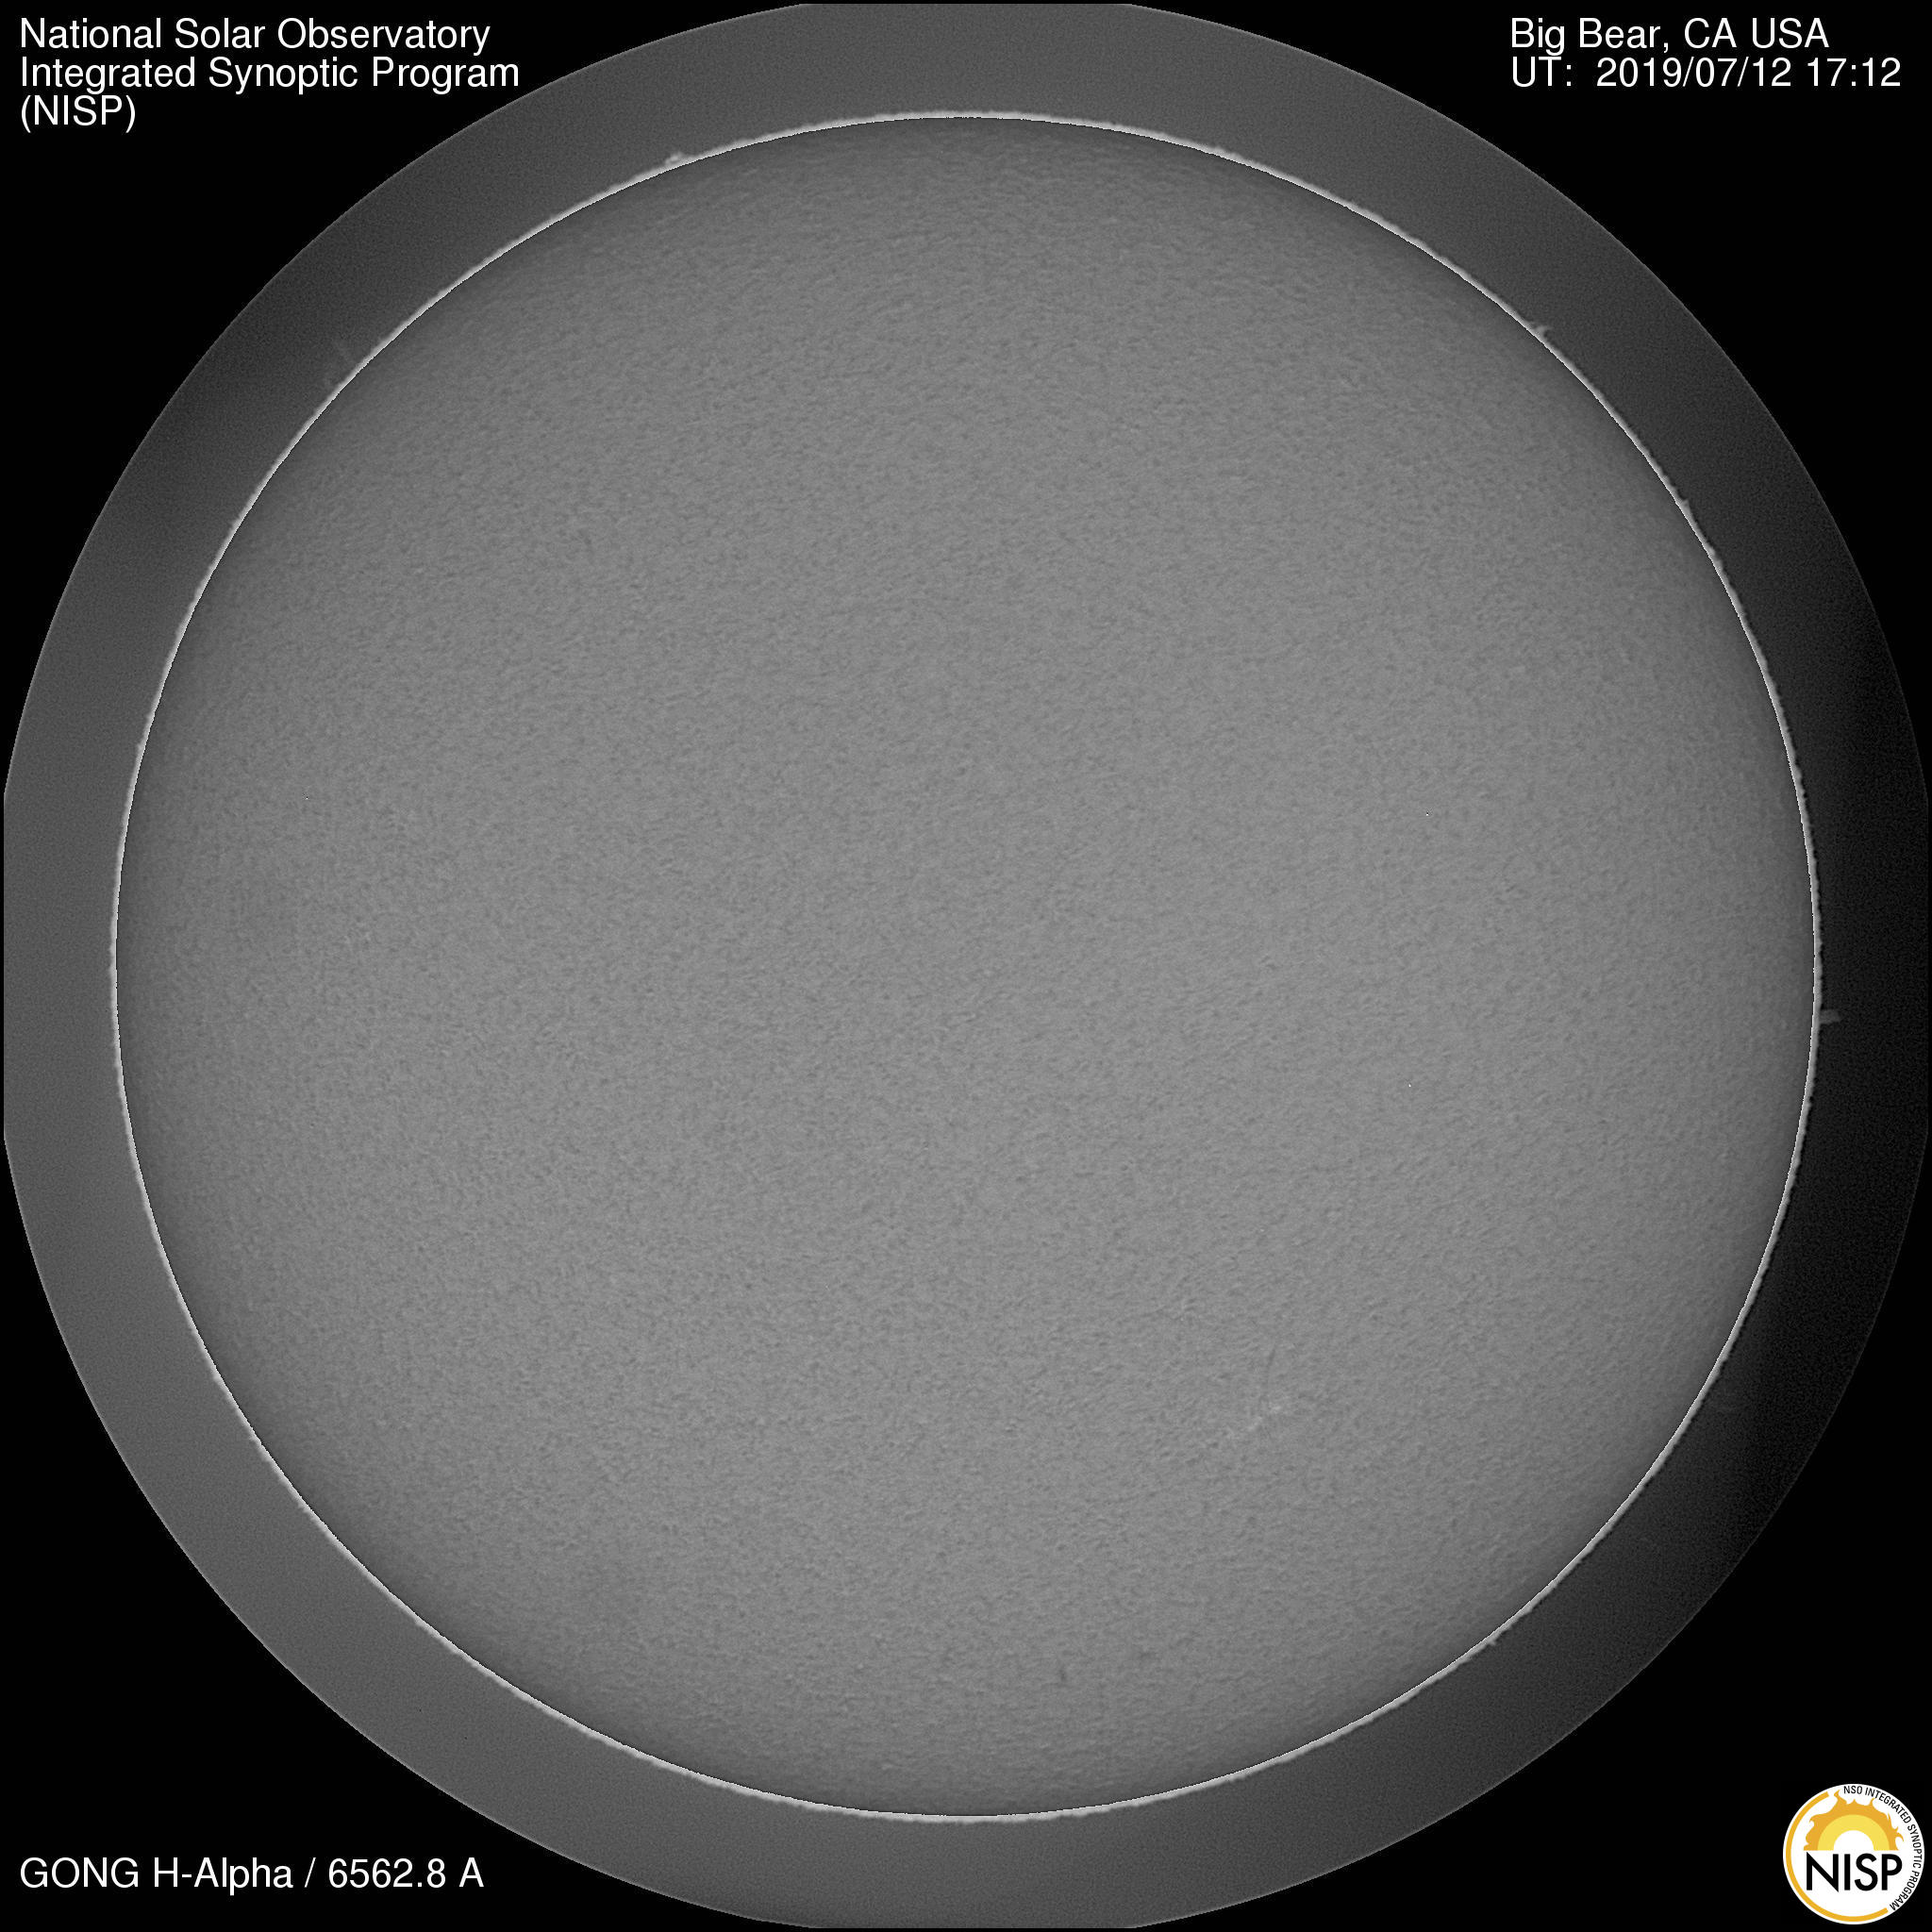 National Solar Observatory
Integrated Synoptic Program
(NISP)
Big Bear, CA USA
UT: 2019/07/12 17:12
GONG H-Alpha / 6562.8 A
NSO INTEGRATED SYNOPTIC PROGRAM
NISP